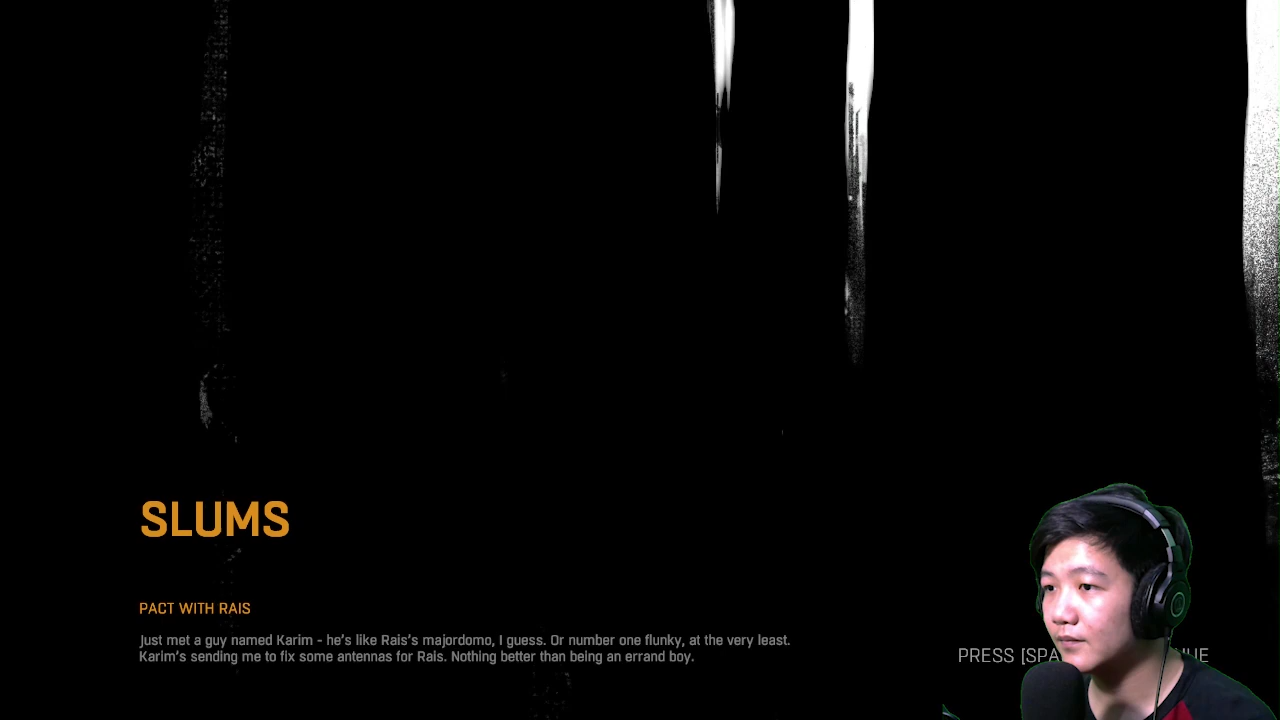 SLUMS
PACT WITH RAIS
Just met a guy named Karim - he's like Rais's majordomo, I guess. Or number one flunky, at the very least.
Karim's sending me to fix some antennas for Rais. Nothing better than being an errand boy.
PRESS